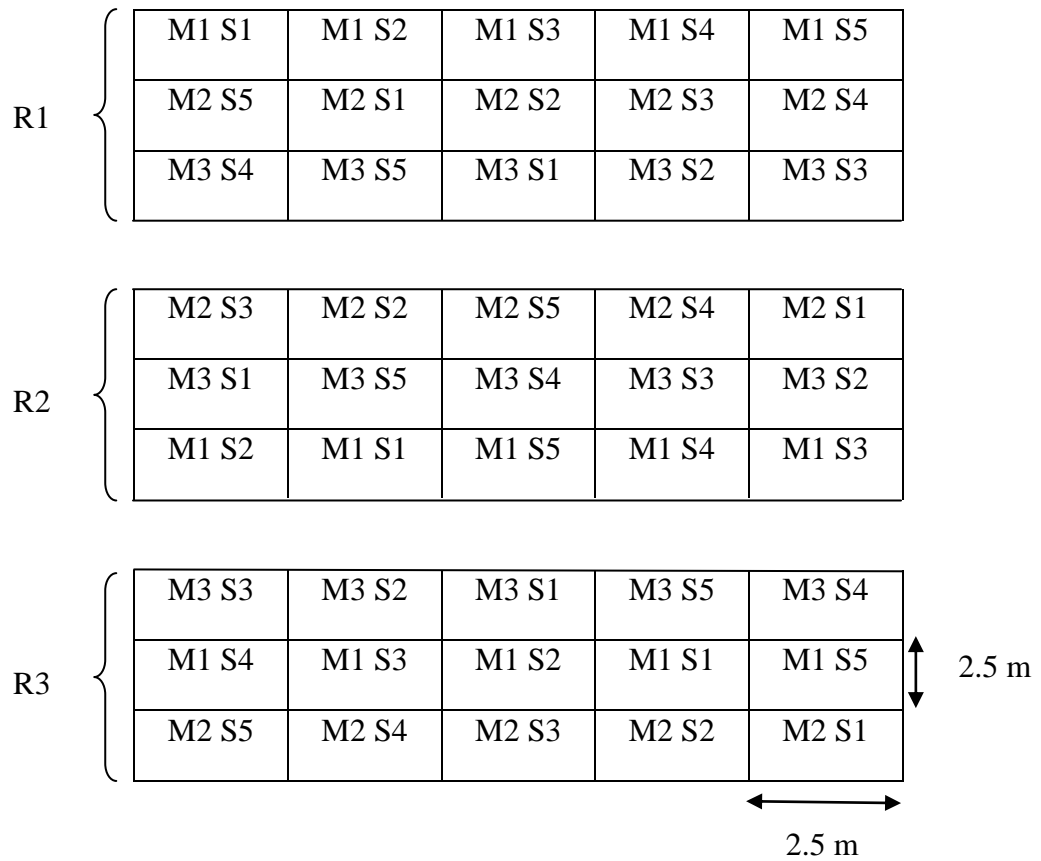 M1 S1 M1 S2 M1 S3 M1 S4 M1 S5
R1
M2 S5 M2 S1 M2 S2 M2 S3 M2 S4
M3 S4 M3 S5 M3 S1 M3 S2 M3 S3
M2 S3 M2 S2 M2 S5 M2 S4 M2 S1
R2
M3 S1 M3 S5 M3 S4 M3 S3 M3 S2
M1 S2 M1 S1 M1 S5 M1 S4 M1 S3
M3 S3 M3 S2 M3 S1 M3 S5 M3 S4
R3
M1 S4 M1 S3 M1 S2 M1 S1 M1 S5
2.5 m
M2 S5 M2 S4 M2 S3 M2 S2 M2 S1
2.5 m